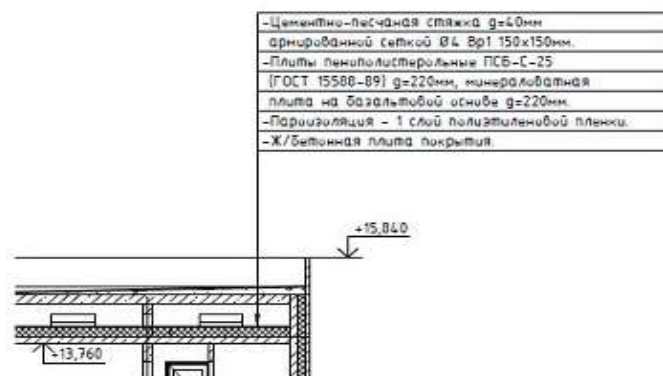 -Цементно-песчаная стяжка g=40мм
армированной сеткой Ø4 Вр1 150х150мм.
-Плиты пенополистерольные ПСБ-С-25
(ГОСТ 15588-89) g=220мм, минераловатная
плита на базальтовой основе g=220мм.
-Пароизоляция - 1 слой полиэтиленовой пленки.
-Ж/бетонная плита покрытия.
+15,840
+13,760